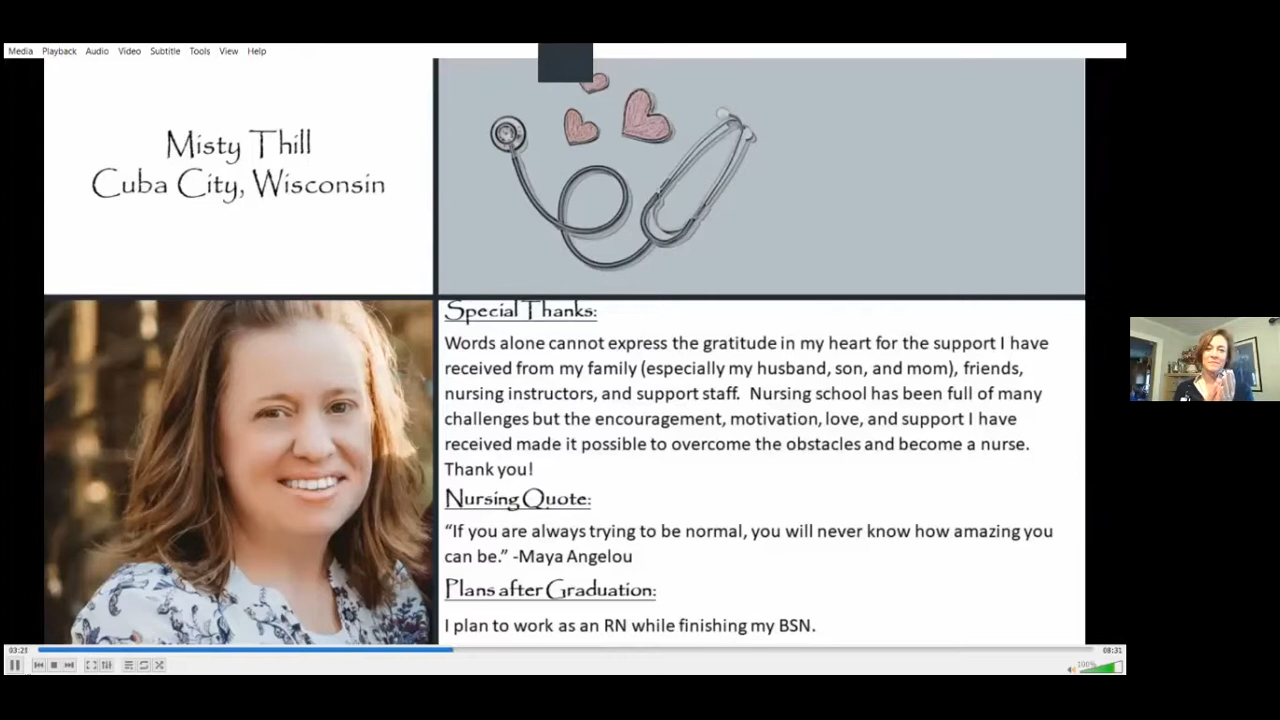 Media Playback Audio Video Subtitle Tools View Help
Misty Thill
Cuba City, Wisconsin
Special Thanks:
Words alone cannot express the gratitude in my heart for the support I have
received from my family (especially my husband, son, and mom), friends,
nursing instructors, and support staff.  Nursing school has been full of many
challenges but the encouragement, motivation, love, and support I have
received made it possible to overcome the obstacles and become a nurse.
Thank you!
Nursing Quote:
“If you are always trying to be normal, you will never know how amazing you
can be.” -Maya Angelou
Plans after Graduation:
I plan to work as an RN while finishing my BSN.
03:21 08:31
100%